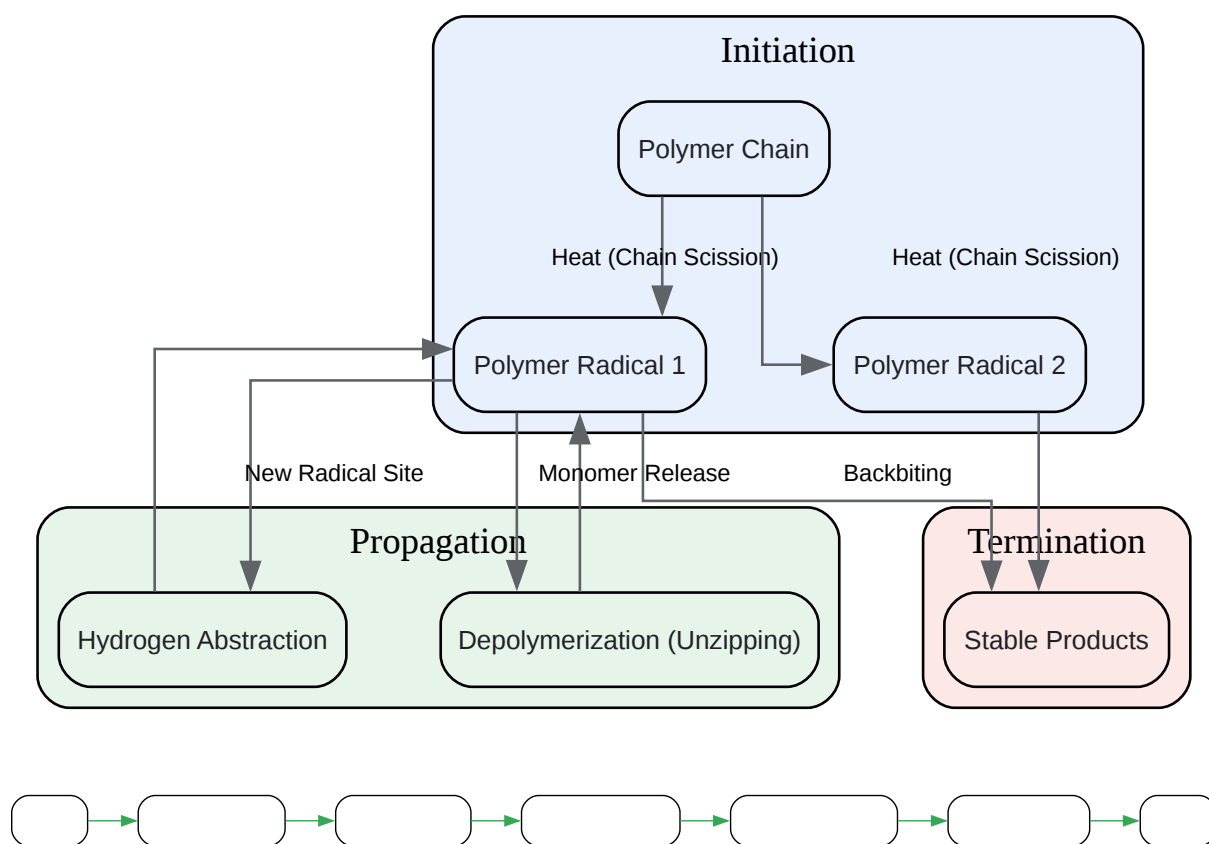 Initiation
Polymer Chain
Heat (Chain Scission)
Heat (Chain Scission)
Polymer Radical 1
Polymer Radical 2
New Radical Site
Monomer Release
Backbiting
Propagation
Termination
Hydrogen Abstraction
Depolymerization (Unzipping)
Stable Products